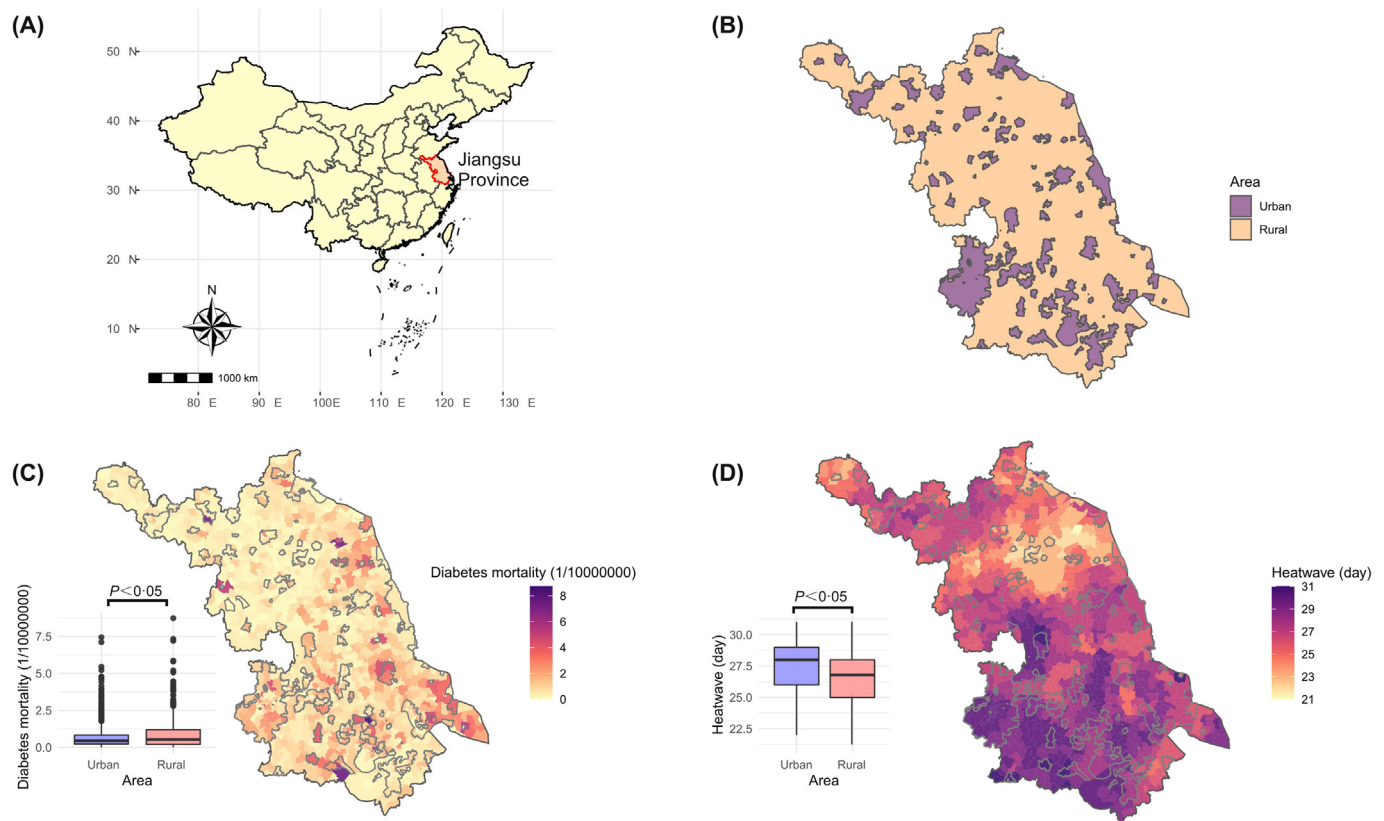 (A)
50 N
40 N
30 N
20 N
10 N
Jiangsu
Province
N
1000 km
80 E 90 E 100 E 110 E 120 E 130 E
(B)
Area
Urban
Rural
(C)
Diabetes mortality (1/10000000)
8
6
4
2
0
P<0·05
Diabetes mortality (1/10000000)
7.5
5.0
2.5
0.0
Urban Rural
Area
(D)
Heatwave (day)
31
29
27
25
23
21
P<0·05
Heatwave (day)
30.0
27.5
25.0
22.5
Urban Rural
Area